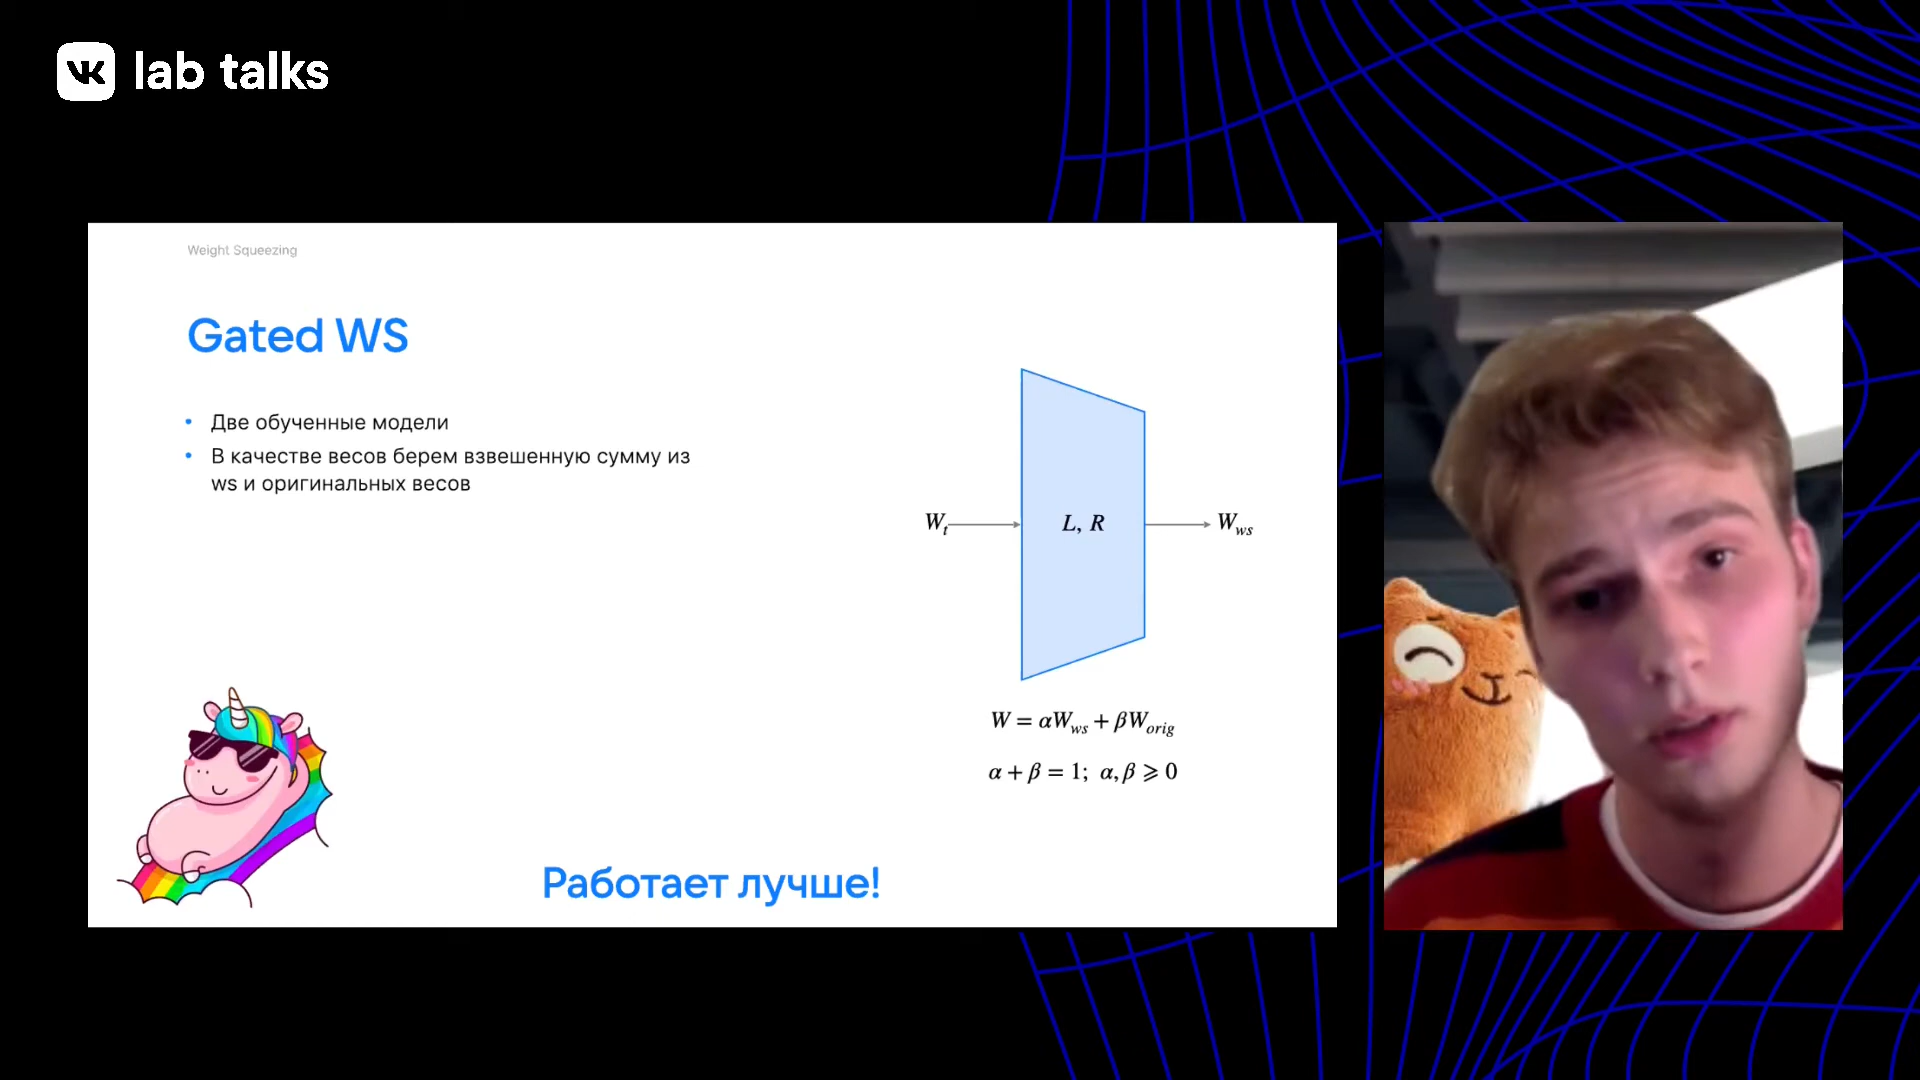 VK lab talks
Weight Squeezing
Gated WS
• Две обученные модели
• В качестве весов берем взвешенную сумму из
ws и оригинальных весов
W_t
L, R
W_ws
W = αW_ws + βW_orig
α + β = 1; α, β ⩾ 0
Работает лучше!